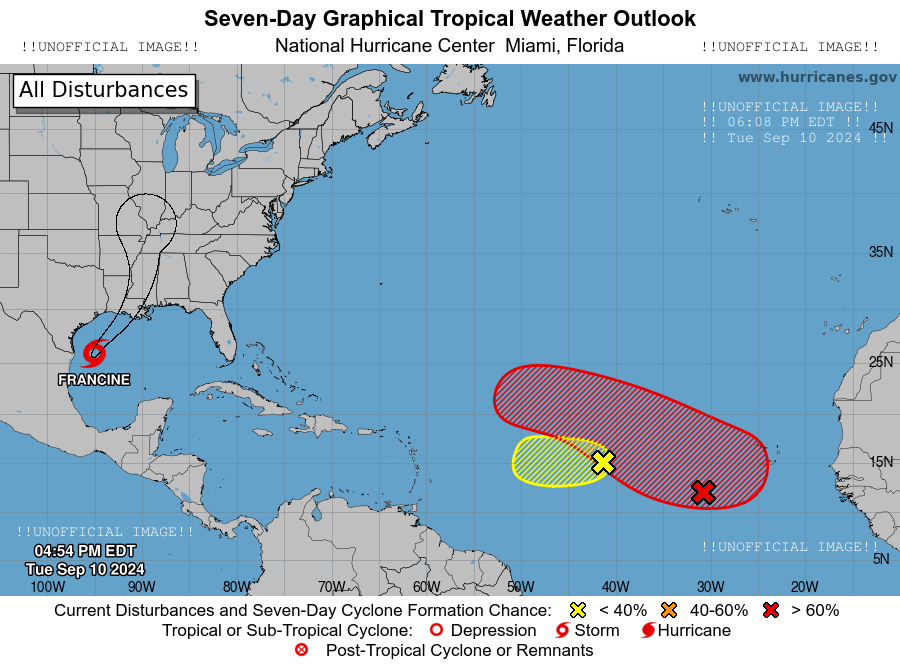 Seven-Day Graphical Tropical Weather Outlook
!!UNOFFICIAL IMAGE!! National Hurricane Center Miami, Florida !!UNOFFICIAL IMAGE!!
All Disturbances
www.hurricanes.gov
!!UNOFFICIAL IMAGE!!
!! 06:08 PM EDT !!
!! Tue Sep 10 2024 !!
45N
35N
25N
FRANCINE
15N
!!UNOFFICIAL IMAGE!!
04:54 PM EDT
!!UNOFFICIAL IMAGE!!
5N
Tue Sep 10 2024
100W 90W 80W 70W 60W 50W 40W 30W 20W
Current Disturbances and Seven-Day Cyclone Formation Chance: < 40% 40-60% > 60%
Tropical or Sub-Tropical Cyclone: Depression Storm Hurricane
Post-Tropical Cyclone or Remnants